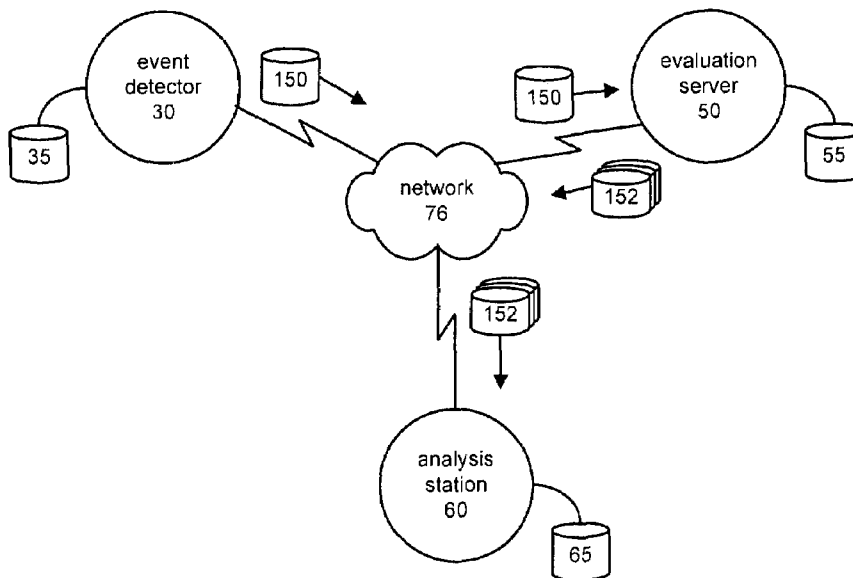 event
detector
30
150
35
150
evaluation
server
50
55
network
76
152
152
analysis
station
60
65